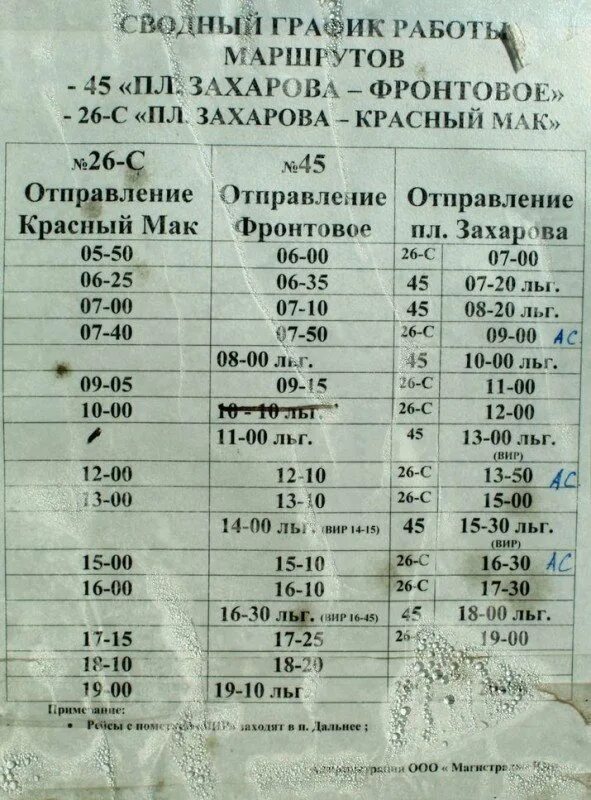 СВОДНЫЙ ГРАФИК РАБОТЫ
МАРШРУТОВ
- 45 «ПЛ. ЗАХАРОВА – ФРОНТОВОЕ»
- 26-С «ПЛ. ЗАХАРОВА – КРАСНЫЙ МАК»
№26-С №45
Отправление Отправление Отправление
Красный Мак Фронтовое пл. Захарова
05-50 06-00 26-С 07-00
06-25 06-35 45 07-20 льг.
07-00 07-10 45 08-20 льг.
07-40 07-50 26-С 09-00 АС
08-00 льг. 45 10-00 льг.
09-05 09-15 26-С 11-00
10-00 10-10 льг. 26-С 12-00
11-00 льг. 45 13-00 льг.
(ВИР)
12-00 12-10 26-С 13-50 АС
13-00 13-10 26-С 15-00
14-00 льг. (ВИР 14-15) 45 15-30 льг.
(ВИР)
15-00 15-10 26-С 16-30 АС
16-00 16-10 26-С 17-30
16-30 льг. (ВИР 16-45) 45 18-00 льг.
17-15 17-25 26 19-00
18-10 18-20
19-00 19-10 льг
Примечание:
• Рейсы с пометкой «ВИР» заходят в п. Дальнее ;
Администрация ООО « Магистраль